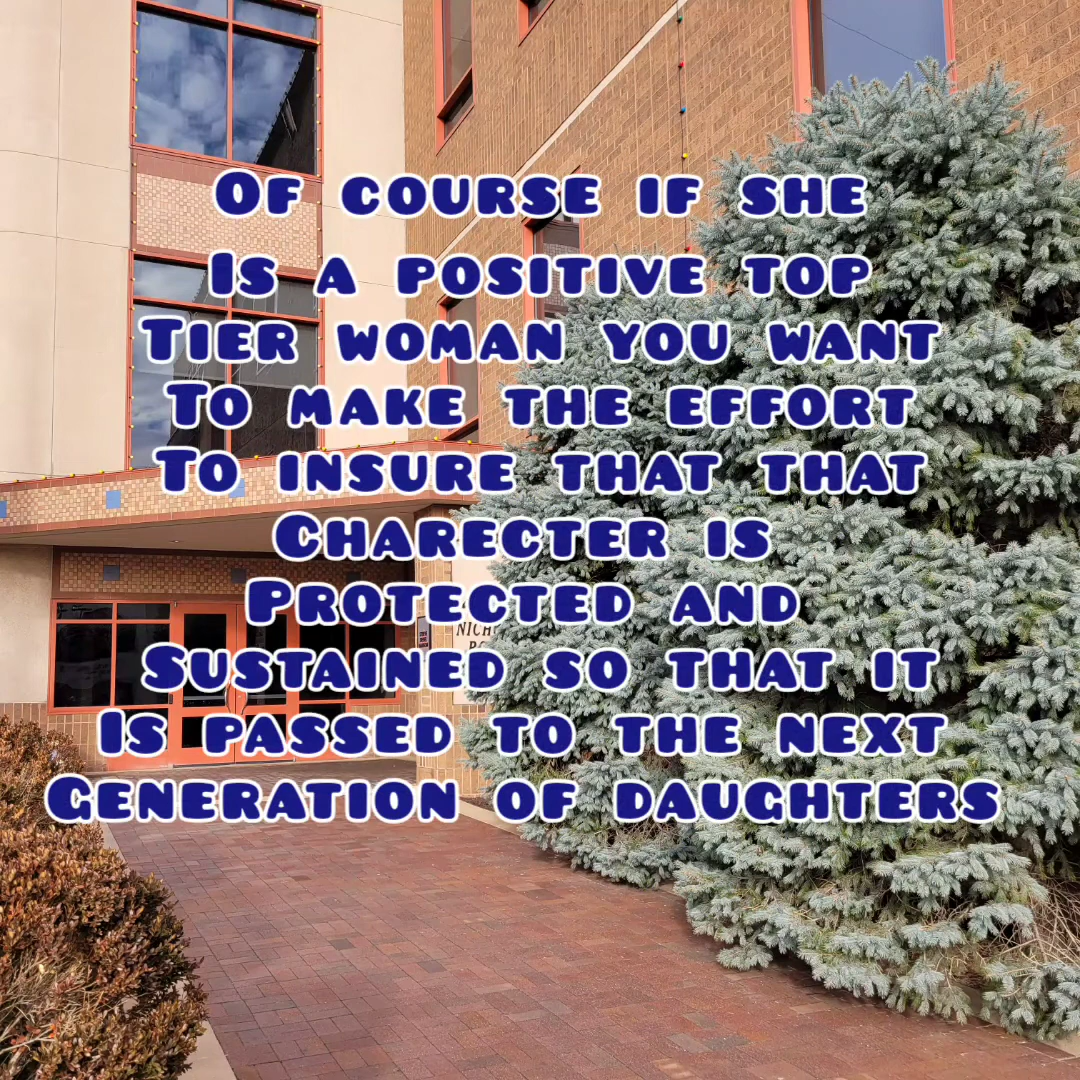 Of course if she
Is a positive top
Tier woman you want
To make the effort
To insure that that
Charecter is
Protected and
Sustained so that it
Is passed to the next
Generation of daughters